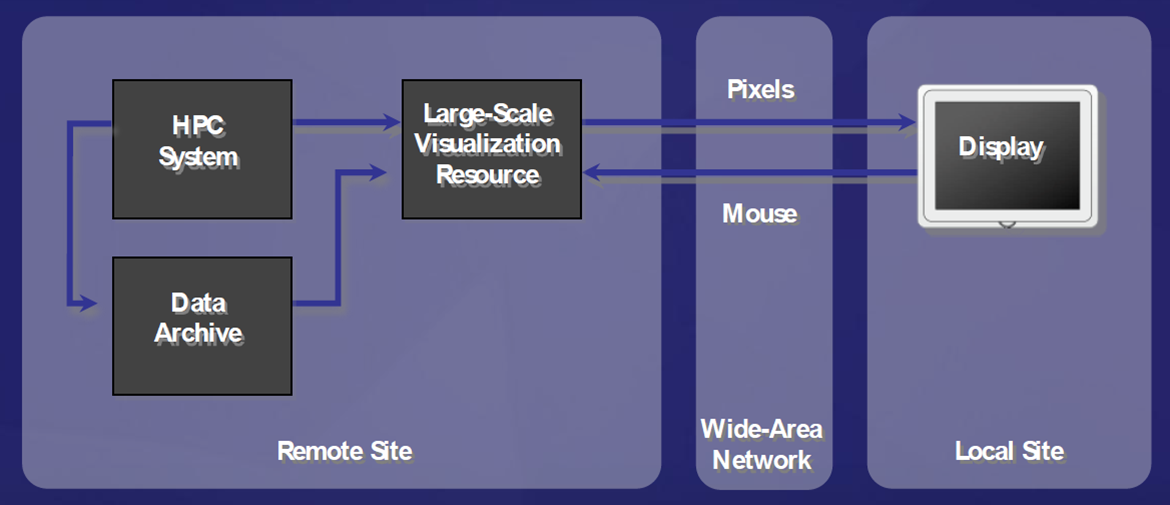 HPC
System
Large-Scale
Visualization
Resource
Pixels
Display
Mouse
Data
Archive
Remote Site
Wide-Area
Network
Local Site